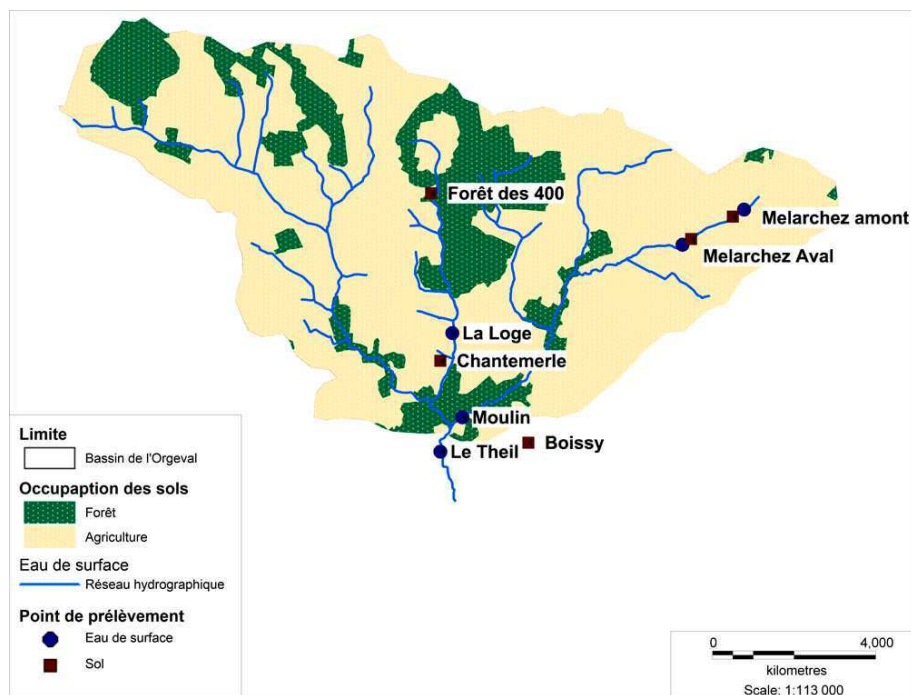 Forêt des 400
Melarchez amont
Melarchez Aval
La Loge
Chantemerle
Moulin
Boissy
Le Theil
Limite
Bassin de l'Orgeval
Occupaption des sols
Forêt
Agriculture
Eau de surface
Réseau hydrographique
Point de prélèvement
Eau de surface
Sol
0 4,000
kilometres
Scale: 1:113 000